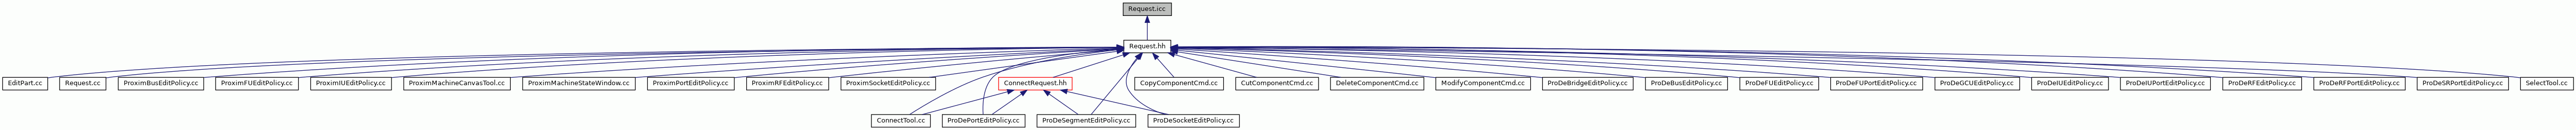 Request.icc
Request.hh
EditPart.cc
Request.cc
ProximBusEditPolicy.cc
ProximFUEditPolicy.cc
ProximIUEditPolicy.cc
ProximMachineCanvasTool.cc
ProximMachineStateWindow.cc
ProximPortEditPolicy.cc
ProximRFEditPolicy.cc
ProximSocketEditPolicy.cc
ConnectRequest.hh
CopyComponentCmd.cc
CutComponentCmd.cc
DeleteComponentCmd.cc
ModifyComponentCmd.cc
ProDeBridgeEditPolicy.cc
ProDeBusEditPolicy.cc
ProDeFUEditPolicy.cc
ProDeFUPortEditPolicy.cc
ProDeGCUEditPolicy.cc
ProDeIUEditPolicy.cc
ProDeIUPortEditPolicy.cc
ProDeRFEditPolicy.cc
ProDeRFPortEditPolicy.cc
ProDeSRPortEditPolicy.cc
SelectTool.cc
ConnectTool.cc
ProDePortEditPolicy.cc
ProDeSegmentEditPolicy.cc
ProDeSocketEditPolicy.cc